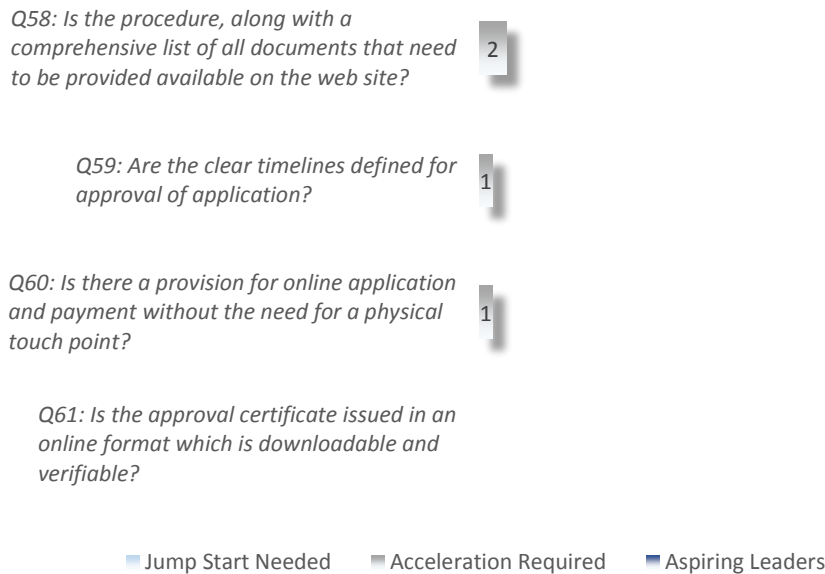 Q58: Is the procedure, along with a
comprehensive list of all documents that need
to be provided available on the web site?
2
Q59: Are the clear timelines defined for
approval of application?
1
Q60: Is there a provision for online application
and payment without the need for a physical
touch point?
1
Q61: Is the approval certificate issued in an
online format which is downloadable and
verifiable?
Jump Start Needed Acceleration Required Aspiring Leaders